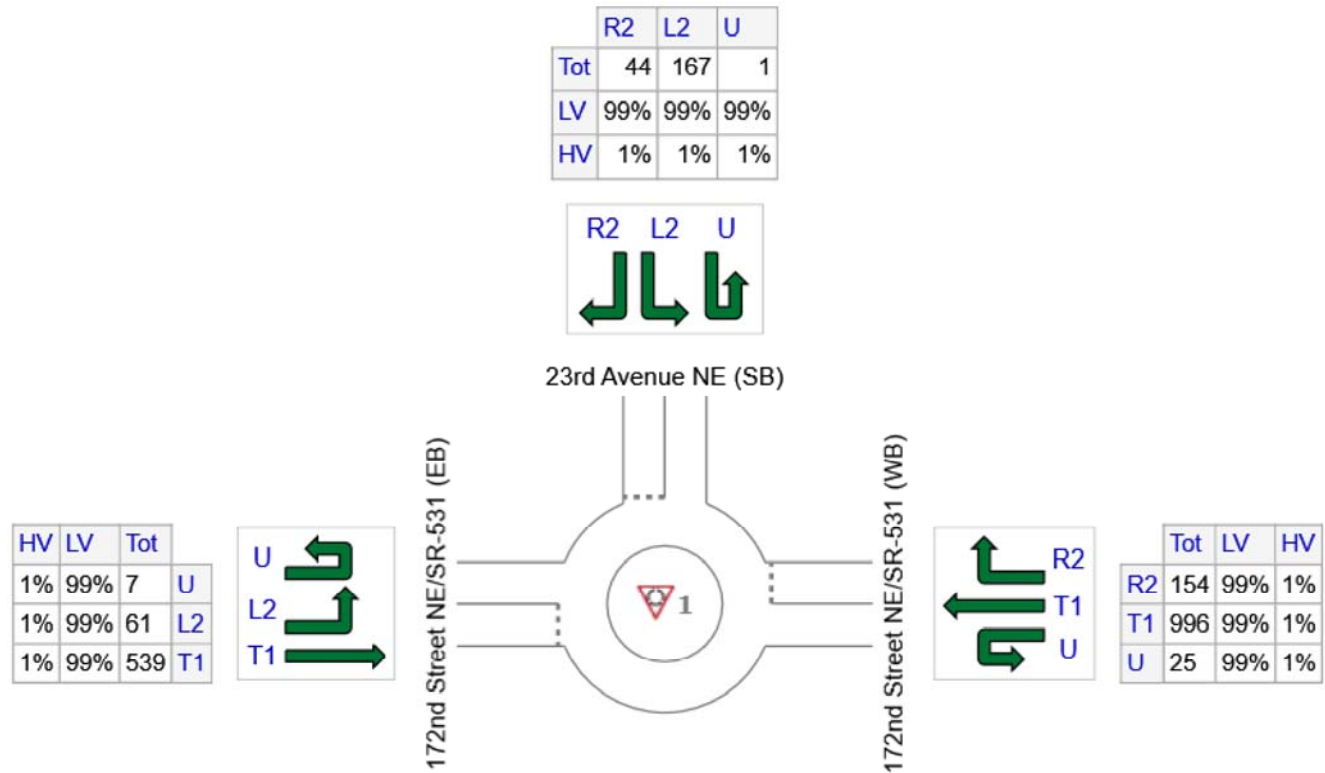 R2 L2 U
Tot 44 167 1
LV 99% 99% 99%
HV 1% 1% 1%
R2 L2 U
23rd Avenue NE (SB)
172nd Street NE/SR-531 (EB)
172nd Street NE/SR-531 (WB)
HV LV Tot
1% 99% 7 U
1% 99% 61 L2
1% 99% 539 T1
U
L2
T1
1
R2
T1
U
Tot LV HV
R2 154 99% 1%
T1 996 99% 1%
U 25 99% 1%